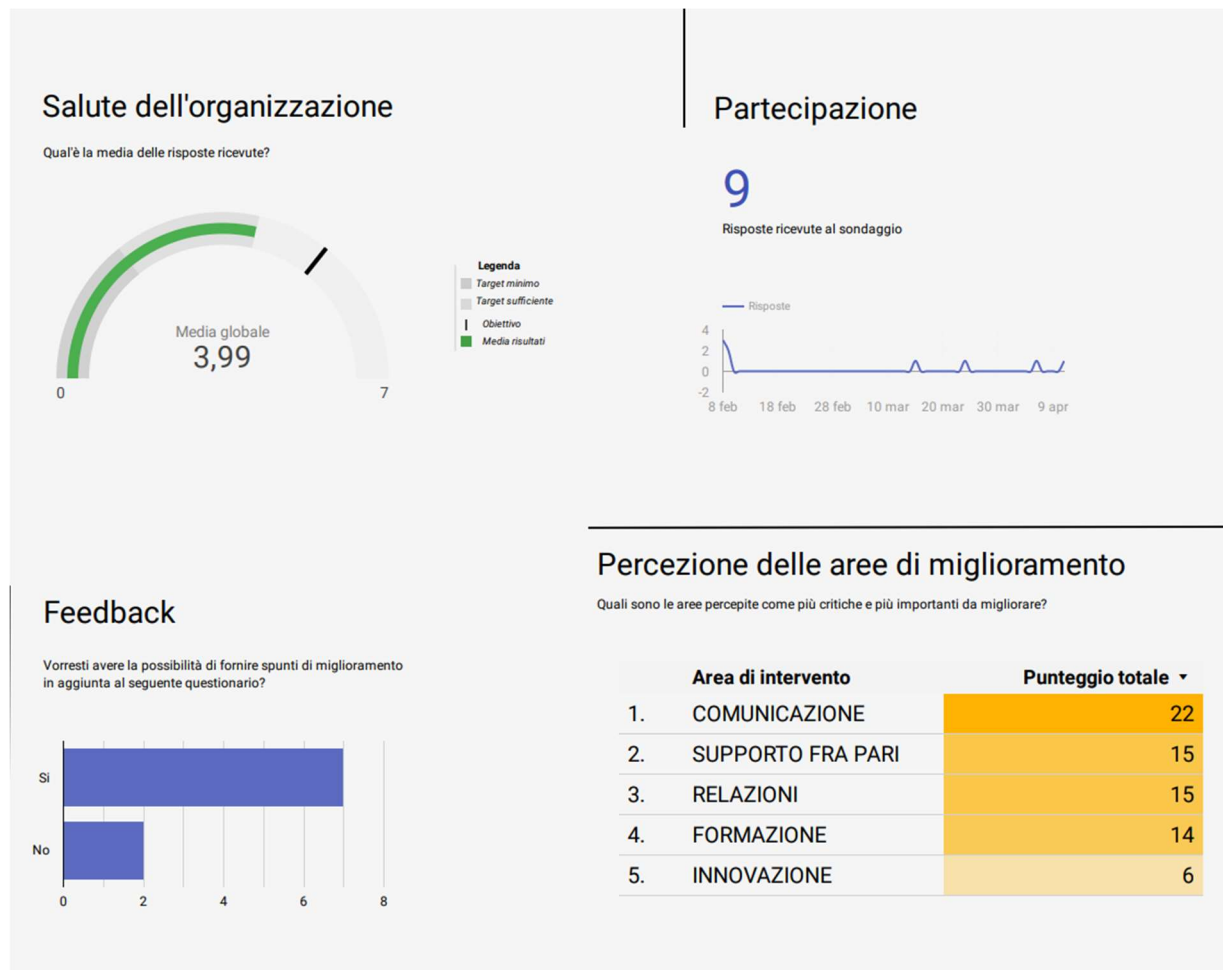 Salute dell'organizzazione
Qual'è la media delle risposte ricevute?
Media globale
3,99
0
7
Legenda
Target minimo
Target sufficiente
Obiettivo
Media risultati
Partecipazione
9
Risposte ricevute al sondaggio
Risposte
4
2
0
-2
8 feb 18 feb 28 feb 10 mar 20 mar 30 mar 9 apr
Feedback
Vorresti avere la possibilità di fornire spunti di miglioramento
in aggiunta al seguente questionario?
Si
No
0 2 4 6 8
Percezione delle aree di miglioramento
Quali sono le aree percepite come più critiche e più importanti da migliorare?
Area di intervento Punteggio totale
1. COMUNICAZIONE 22
2. SUPPORTO FRA PARI 15
3. RELAZIONI 15
4. FORMAZIONE 14
5. INNOVAZIONE 6